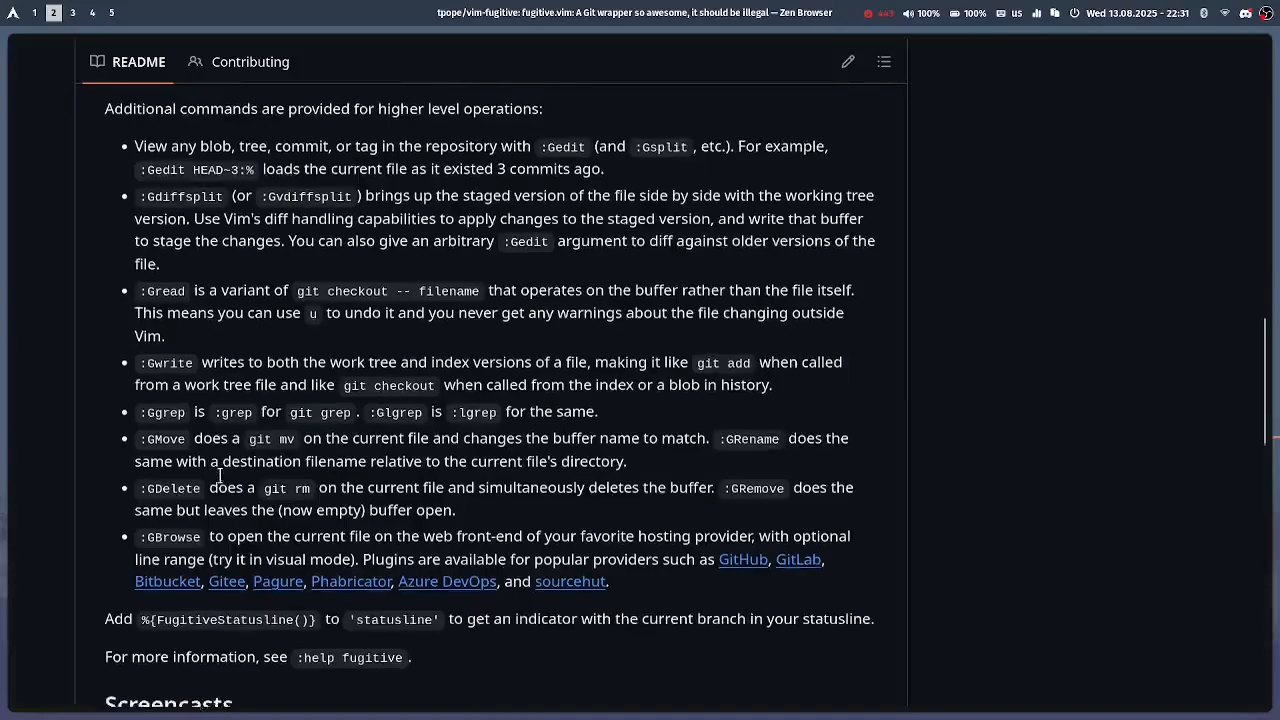 1 2 3 4 5
tpope/vim-fugitive: fugitive.vim: A Git wrapper so awesome, it should be illegal — Zen Browser
100% 100% us Wed 13.08.2025 - 22:31
README Contributing
Additional commands are provided for higher level operations:
• View any blob, tree, commit, or tag in the repository with :Gedit (and :Gsplit, etc.). For example,
:Gedit HEAD~3:% loads the current file as it existed 3 commits ago.
• :Gdiffsplit (or :Gvdiffsplit) brings up the staged version of the file side by side with the working tree
version. Use Vim's diff handling capabilities to apply changes to the staged version, and write that buffer
to stage the changes. You can also give an arbitrary :Gedit argument to diff against older versions of the
file.
• :Gread is a variant of git checkout -- filename that operates on the buffer rather than the file itself.
This means you can use u to undo it and you never get any warnings about the file changing outside
Vim.
• :Gwrite writes to both the work tree and index versions of a file, making it like git add when called
from a work tree file and like git checkout when called from the index or a blob in history.
• :Ggrep is :grep for git grep. :Glgrep is :lgrep for the same.
• :GMove does a git mv on the current file and changes the buffer name to match. :GRename does the
same with a destination filename relative to the current file's directory.
• :GDelete does a git rm on the current file and simultaneously deletes the buffer. :GRemove does the
same but leaves the (now empty) buffer open.
• :GBrowse to open the current file on the web front-end of your favorite hosting provider, with optional
line range (try it in visual mode). Plugins are available for popular providers such as GitHub, GitLab,
Bitbucket, Gitee, Pagure, Phabricator, Azure DevOps, and sourcehut.
Add %{FugitiveStatusline()} to 'statusline' to get an indicator with the current branch in your statusline.
For more information, see :help fugitive.
Screencasts